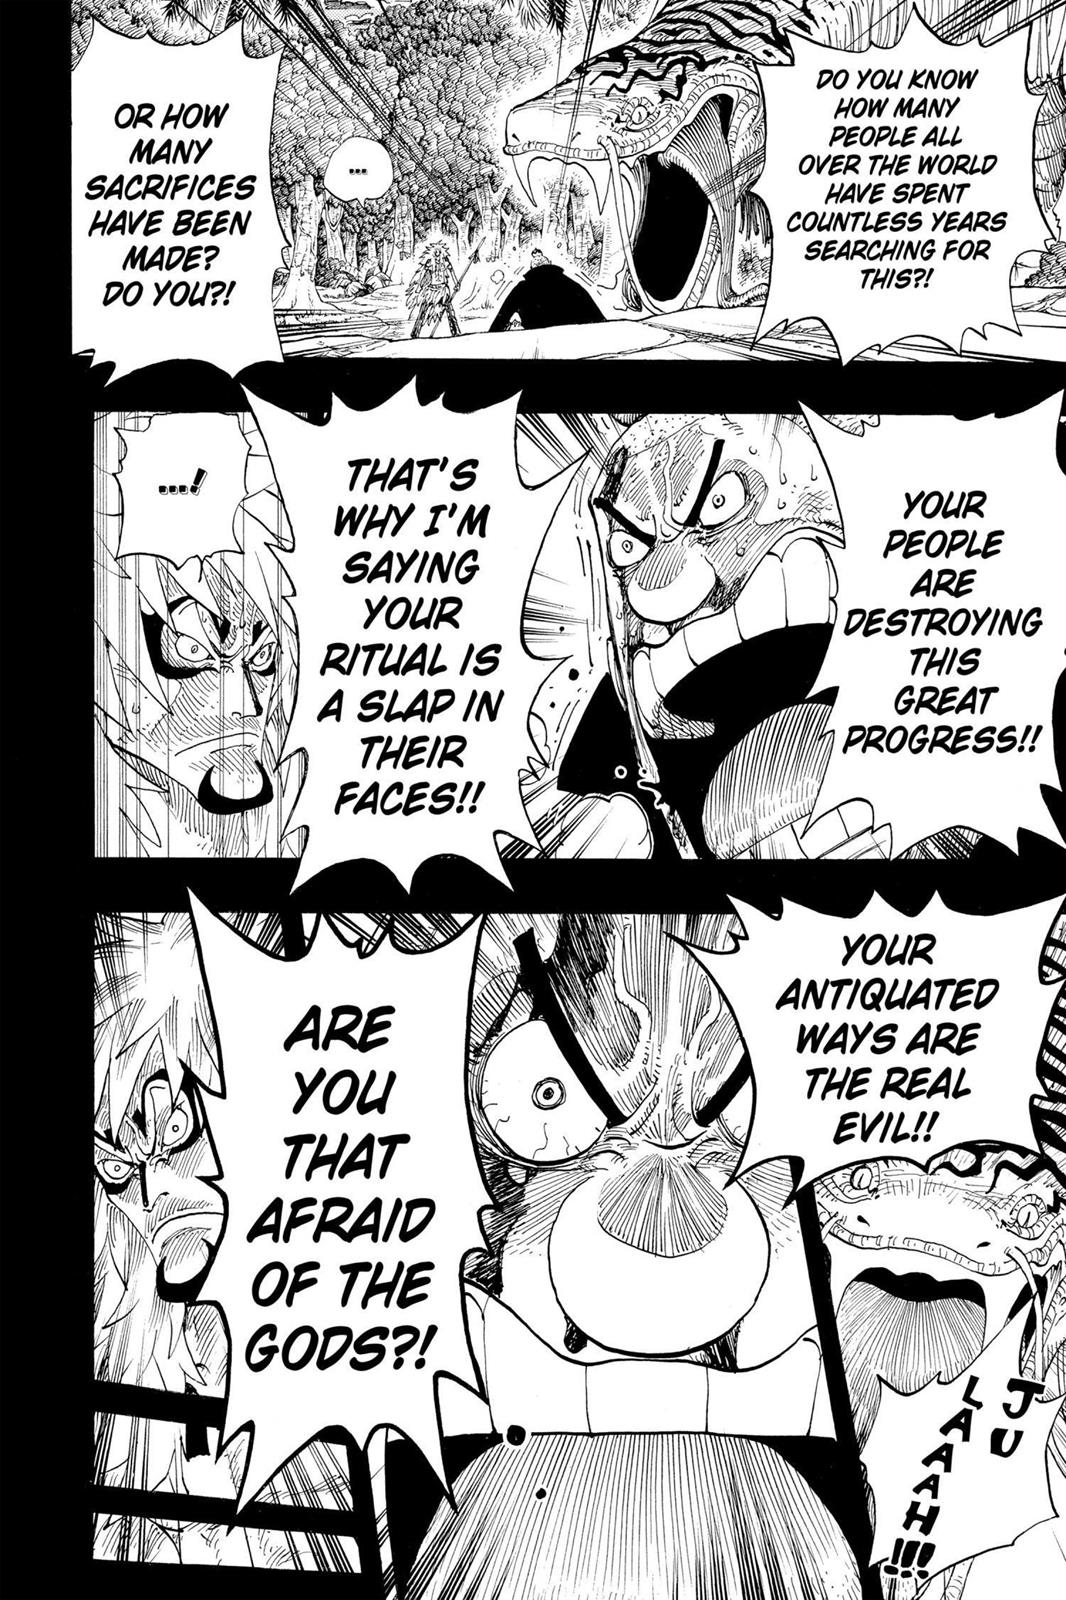 DO YOU KNOW
HOW MANY
PEOPLE ALL
OVER THE WORLD
HAVE SPENT
COUNTLESS YEARS
SEARCHING FOR
THIS?!
...
OR HOW
MANY
SACRIFICES
HAVE BEEN
MADE?
DO YOU?!
YOUR
PEOPLE
ARE
DESTROYING
THIS
GREAT
PROGRESS!!
THAT'S
WHY I'M
SAYING
YOUR
RITUAL IS
A SLAP IN
THEIR
FACES!!
...!
YOUR
ANTIQUATED
WAYS ARE
THE REAL
EVIL!!
ARE
YOU
THAT
AFRAID
OF THE
GODS?!
JU
LAAAH!!!